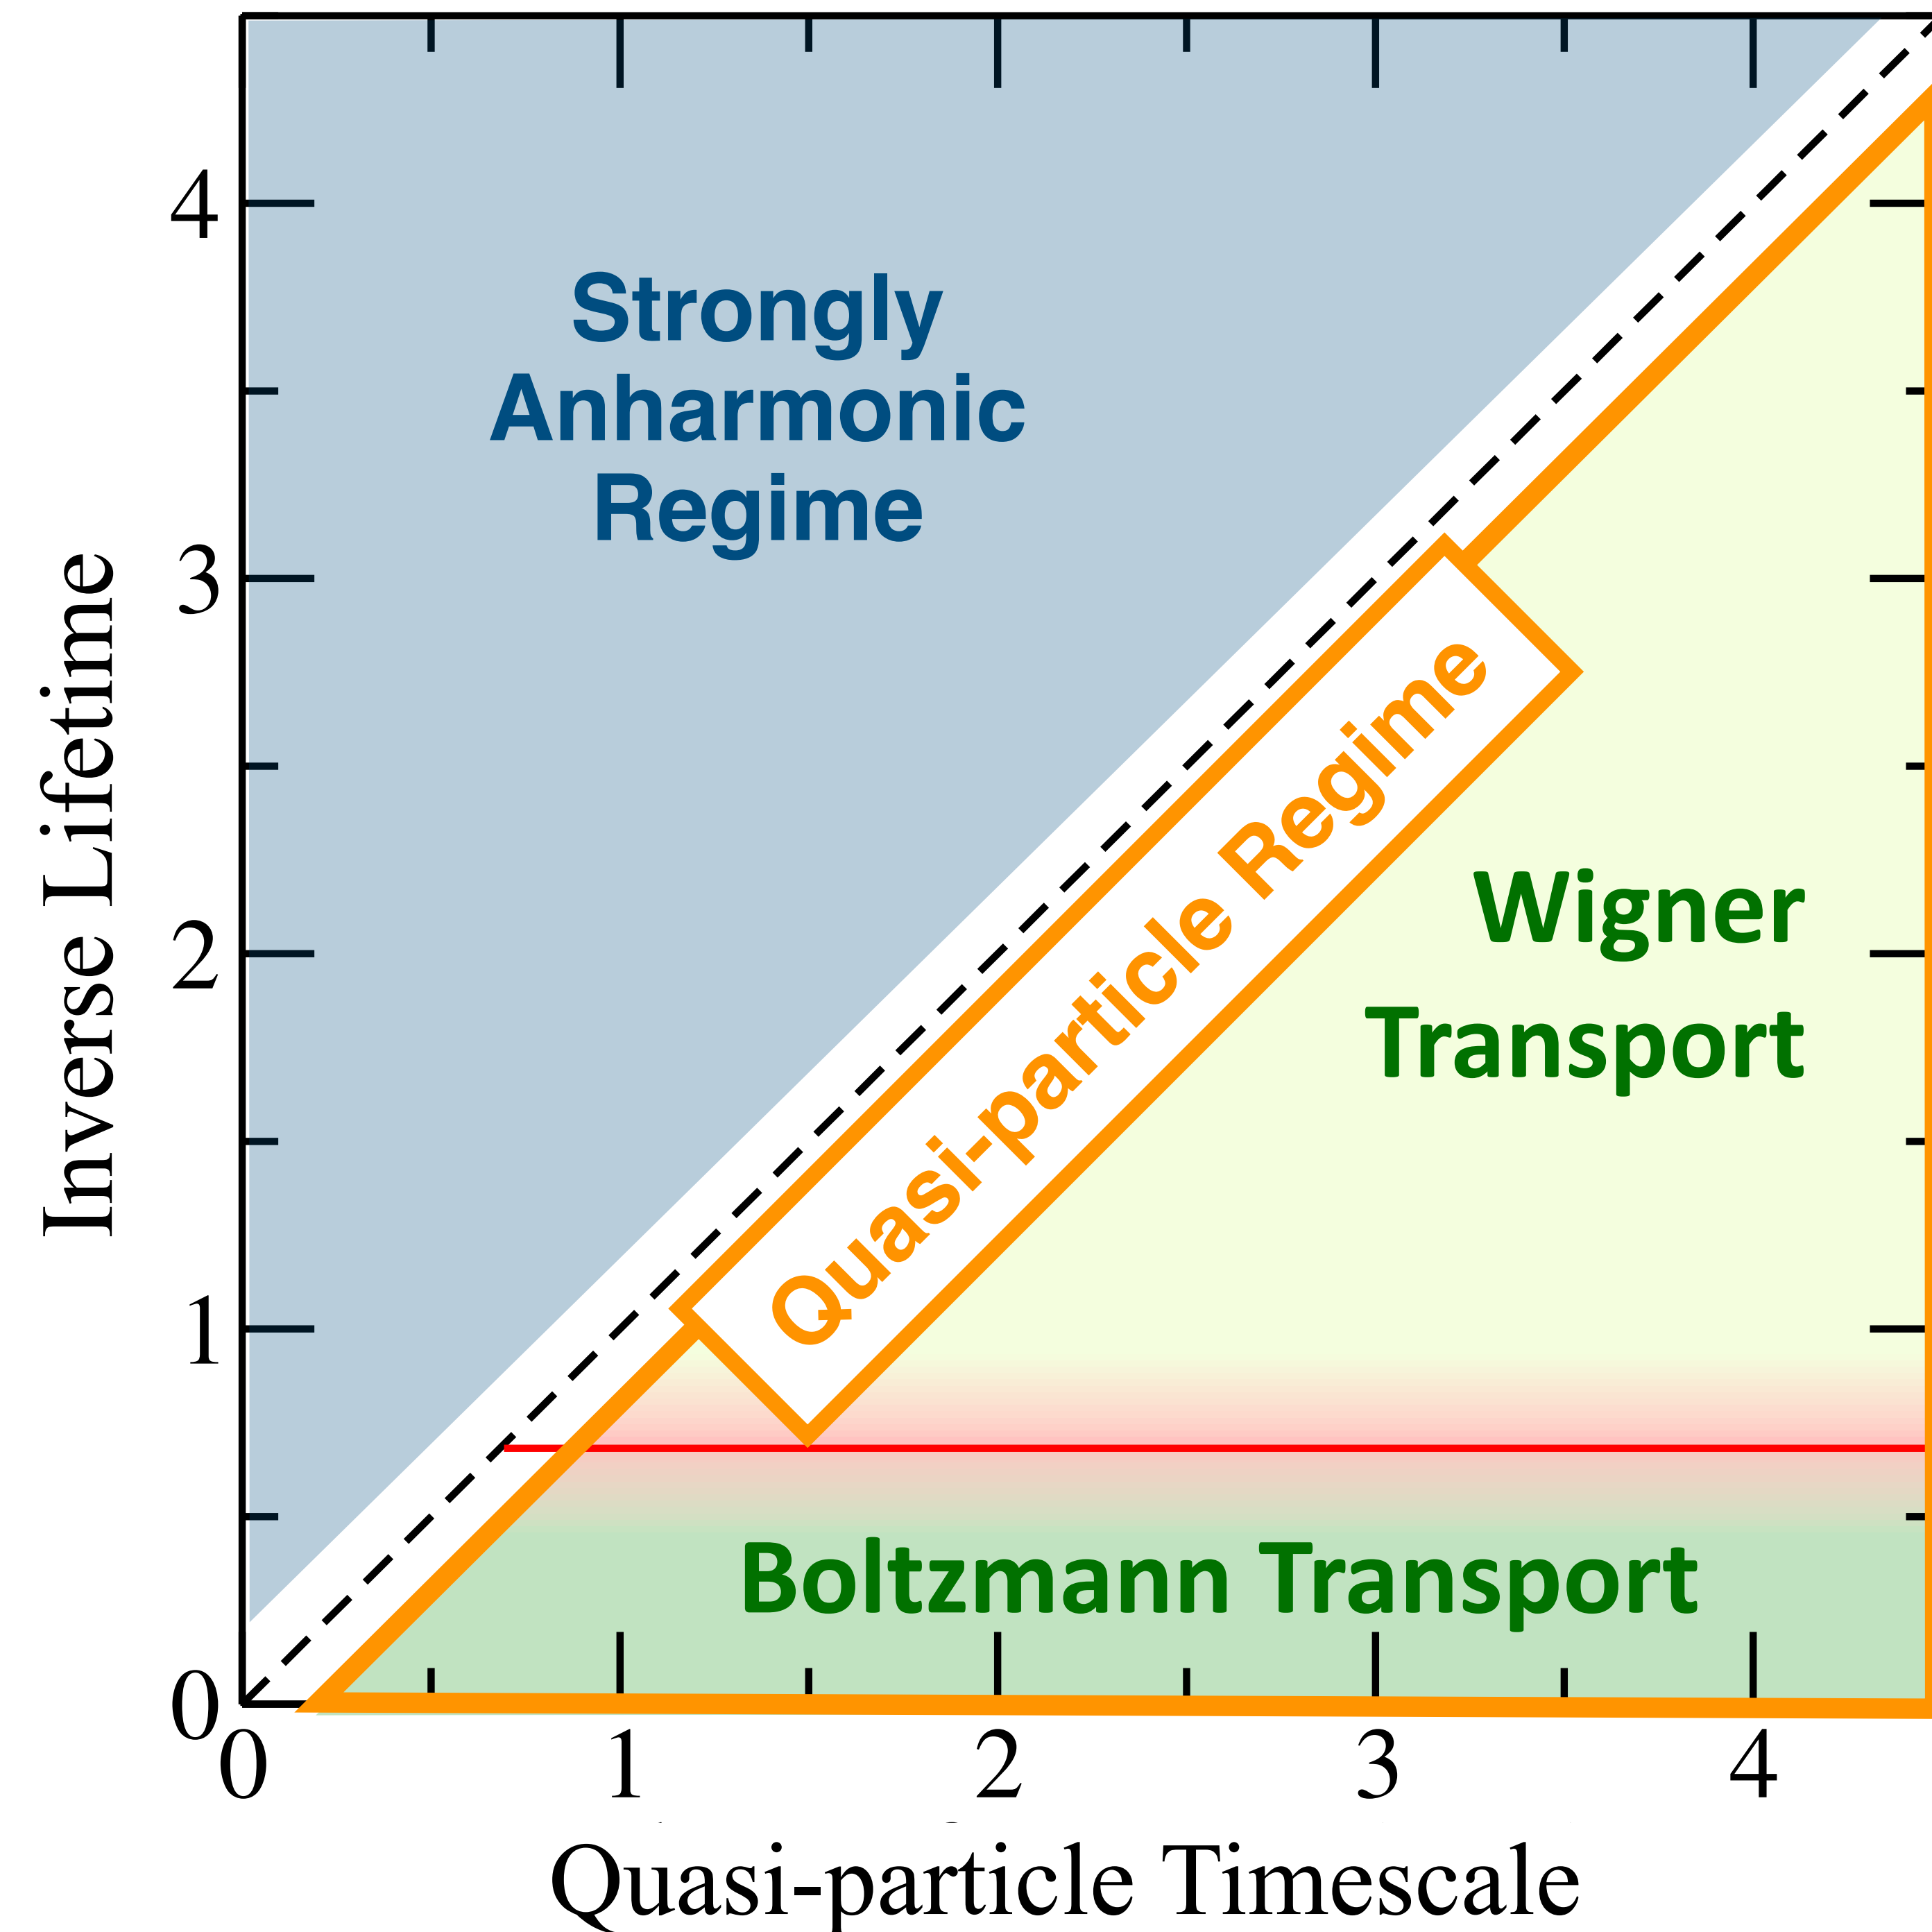 4
Strongly
Anharmonic
Regime
3
Inverse Lifetime
Quasi-particle Regime
Wigner
2
Transport
1
Boltzmann Transport
0
0 1 2 3 4
Quasi-particle Timescale